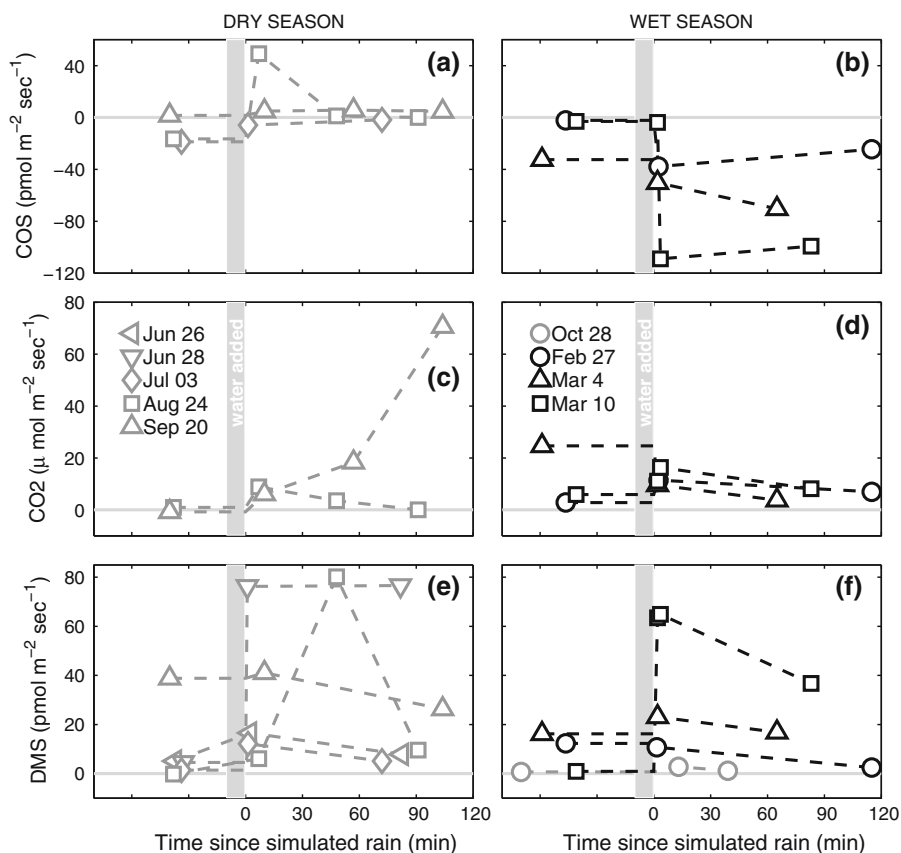 DRY SEASON
WET SEASON
COS (pmol m−2 sec−1)
40
0
−40
−80
−120
(a)
(b)
CO2 (μ mol m−2 sec−1)
80
60
40
20
0
Jun 26
Jun 28
Jul 03
Aug 24
Sep 20
water added
(c)
Oct 28
Feb 27
Mar 4
Mar 10
water added
(d)
DMS (pmol m−2 sec−1)
80
60
40
20
0
(e)
(f)
0 30 60 90 120
0 30 60 90 120
Time since simulated rain (min)
Time since simulated rain (min)